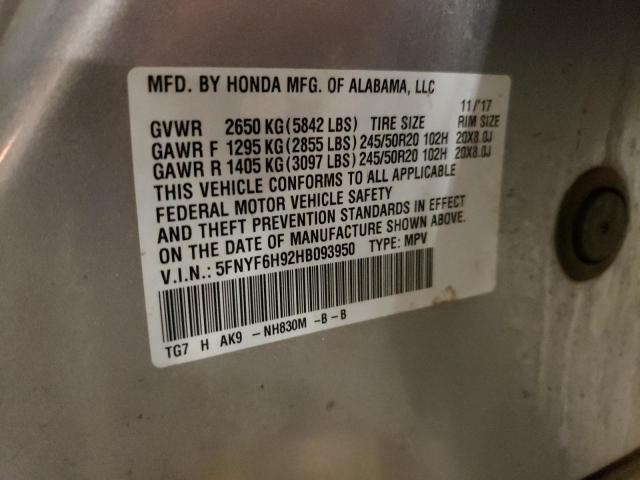 MFD. BY HONDA MFG. OF ALABAMA, LLC
11/'17
GVWR 2650 KG(5842 LBS) TIRE SIZE RIM SIZE
GAWR F 1295 KG(2855 LBS) 245/50R20 102H 20X8.0J
GAWR R 1405 KG(3097 LBS) 245/50R20 102H 20X8.0J
THIS VEHICLE CONFORMS TO ALL APPLICABLE
FEDERAL MOTOR VEHICLE SAFETY
AND THEFT PREVENTION STANDARDS IN EFFECT
ON THE DATE OF MANUFACTURE SHOWN ABOVE.
V.I.N.: 5FNYF6H92HB093950 TYPE: MPV
TG7 H AK9 -NH830M -B-B